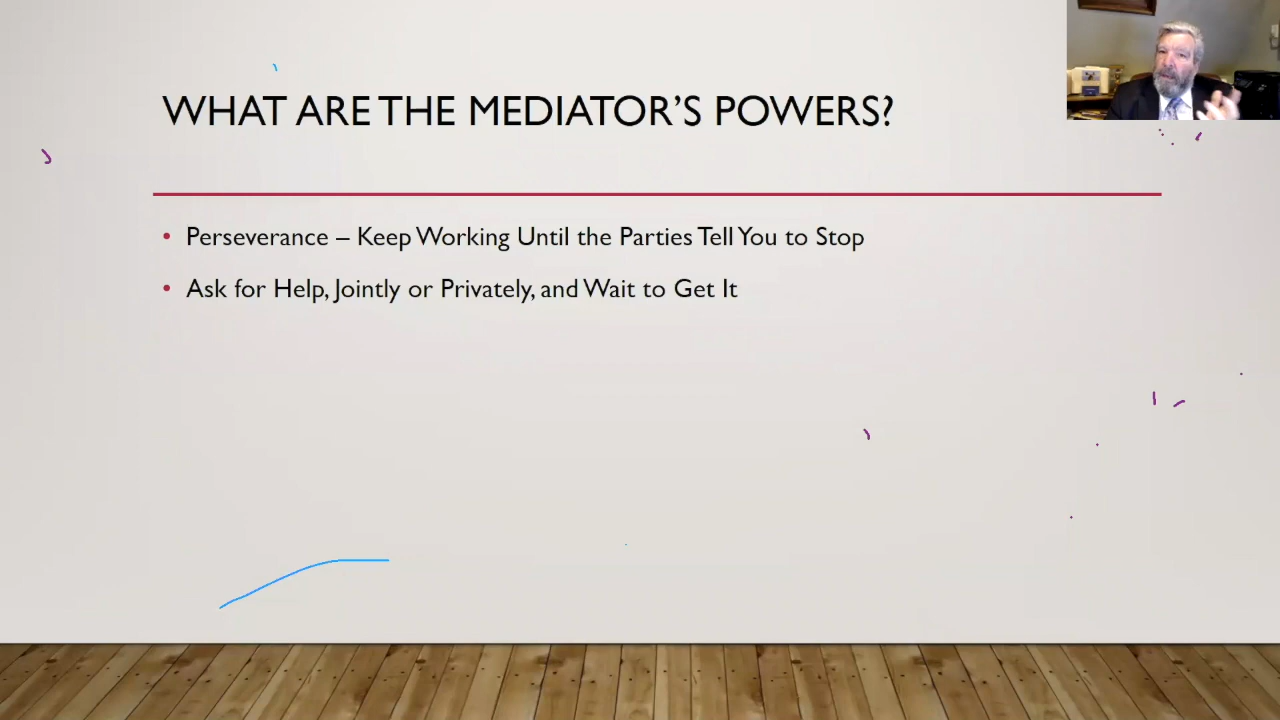 WHAT ARE THE MEDIATOR'S POWERS?
• Perseverance – Keep Working Until the Parties Tell You to Stop
• Ask for Help, Jointly or Privately, and Wait to Get It